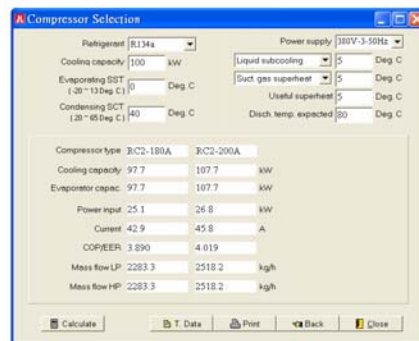 Compressor Selection
Refrigerant R134a
Power supply 380V-3-50Hz
Cooling capacity 100 kW
Liquid subcooling 5 Deg. C
Evaporating SST (-20 ~ 13 Deg. C) 0 Deg. C
Suct. gas superheat 5 Deg. C
Useful superheat 5 Deg. C
Condensing SCT (20 ~ 65 Deg. C) 40 Deg. C
Disch. temp. expected 80 Deg. C
Compressor type RC2-180A RC2-200A
Cooling capacity 97.7 107.7 kW
Evaporator capac. 97.7 107.7 kW
Power input 25.1 26.8 kW
Current 42.9 45.8 A
COP/EER 3.890 4.019
Mass flow LP 2283.3 2518.2 kg/h
Mass flow HP 2283.3 2518.2 kg/h
Calculate T. Data Print Back Close